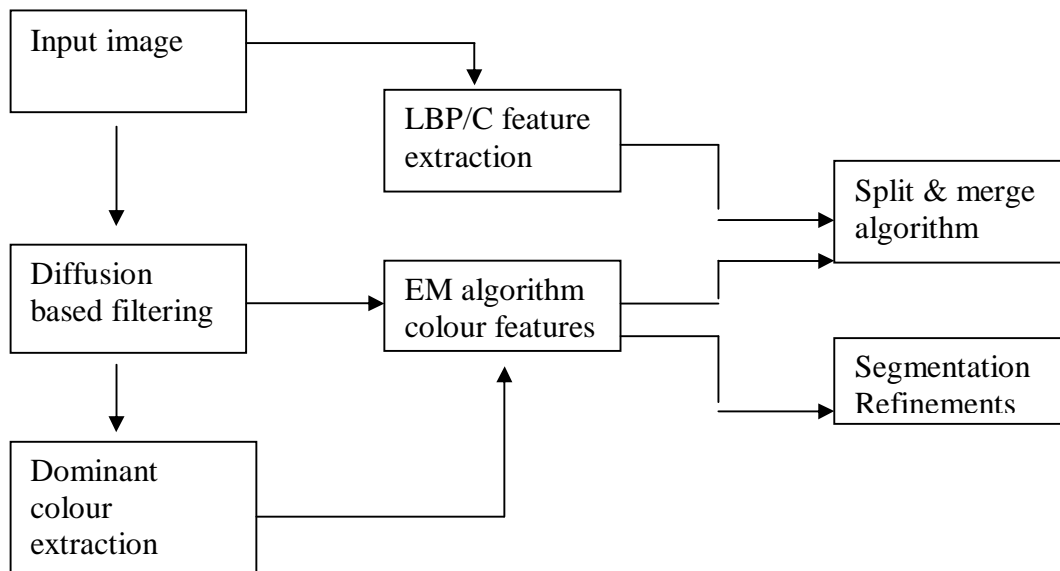 Input image
LBP/C feature
extraction
Split & merge
algorithm
Diffusion
based filtering
EM algorithm
colour features
Segmentation
Refinements
Dominant
colour
extraction